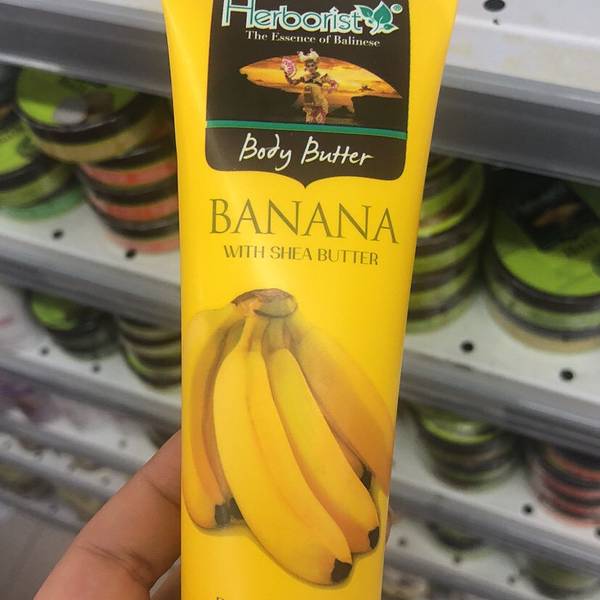 Herborist®
The Essence of Balinese
Body Butter
BANANA
WITH SHEA BUTTER